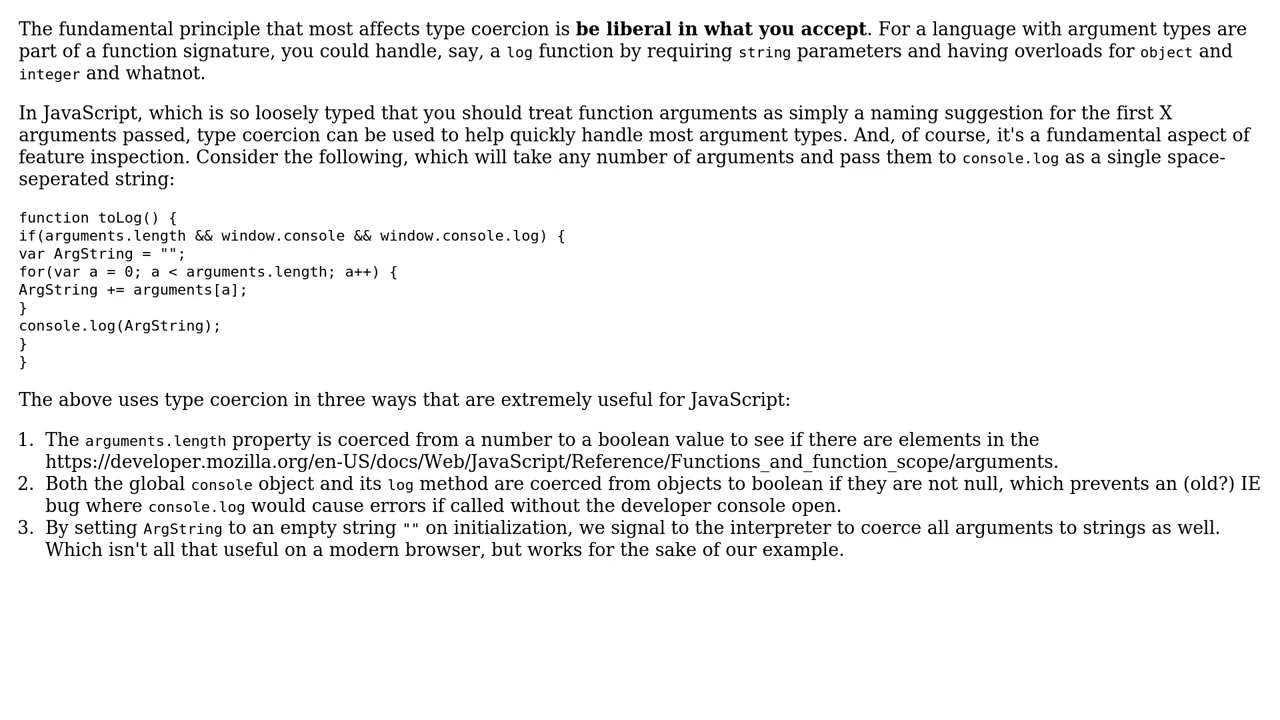 The fundamental principle that most affects type coercion is be liberal in what you accept. For a language with argument types are
part of a function signature, you could handle, say, a log function by requiring string parameters and having overloads for object and
integer and whatnot.
In JavaScript, which is so loosely typed that you should treat function arguments as simply a naming suggestion for the first X
arguments passed, type coercion can be used to help quickly handle most argument types. And, of course, it's a fundamental aspect of
feature inspection. Consider the following, which will take any number of arguments and pass them to console.log as a single space-
seperated string:
function toLog() {
if(arguments.length && window.console && window.console.log) {
var ArgString = "";
for(var a = 0; a < arguments.length; a++) {
ArgString += arguments[a];
}
console.log(ArgString);
}
}
The above uses type coercion in three ways that are extremely useful for JavaScript:
1. The arguments.length property is coerced from a number to a boolean value to see if there are elements in the
https://developer.mozilla.org/en-US/docs/Web/JavaScript/Reference/Functions_and_function_scope/arguments.
2. Both the global console object and its log method are coerced from objects to boolean if they are not null, which prevents an (old?) IE
bug where console.log would cause errors if called without the developer console open.
3. By setting ArgString to an empty string "" on initialization, we signal to the interpreter to coerce all arguments to strings as well.
Which isn't all that useful on a modern browser, but works for the sake of our example.